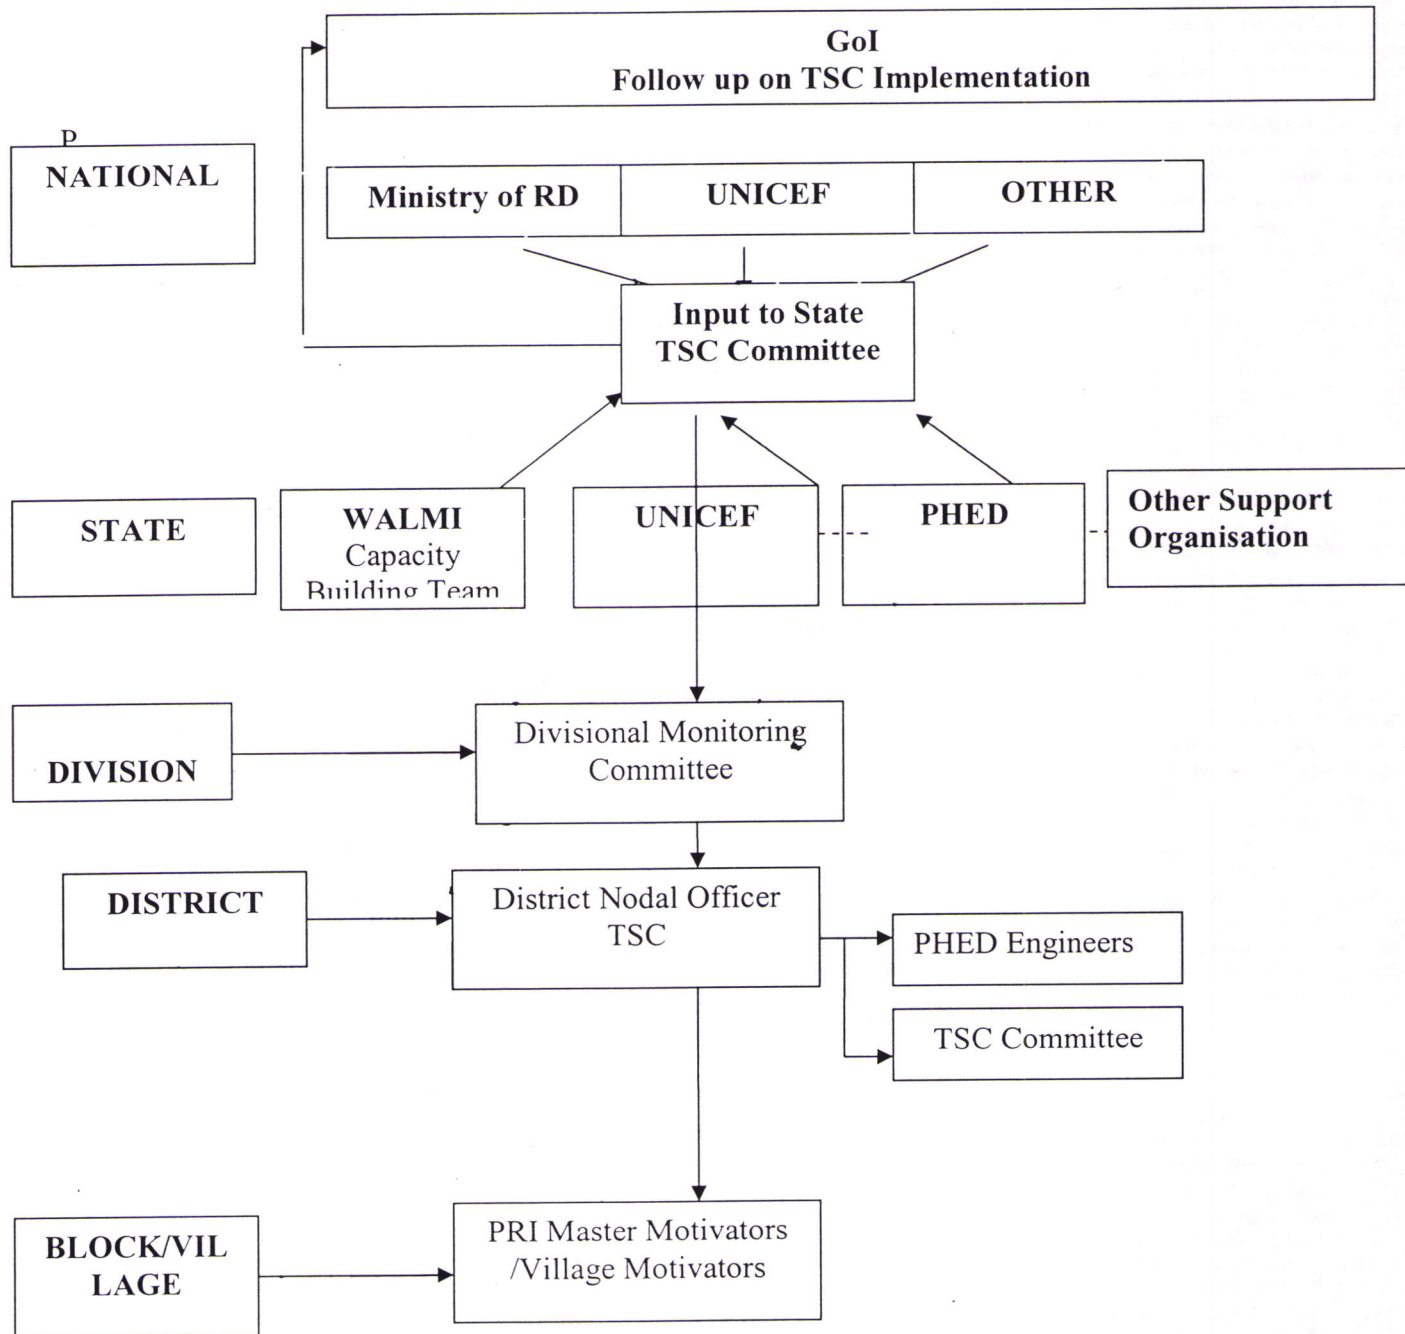 GoI
Follow up on TSC Implementation
P
NATIONAL
Ministry of RD
UNICEF
OTHER
Input to State
TSC Committee
STATE
WALMI
Capacity
Building Team
UNICEF
PHED
Other Support
Organisation
DIVISION
Divisional Monitoring
Committee
DISTRICT
District Nodal Officer
TSC
PHED Engineers
TSC Committee
BLOCK/VIL
LAGE
PRI Master Motivators
/Village Motivators